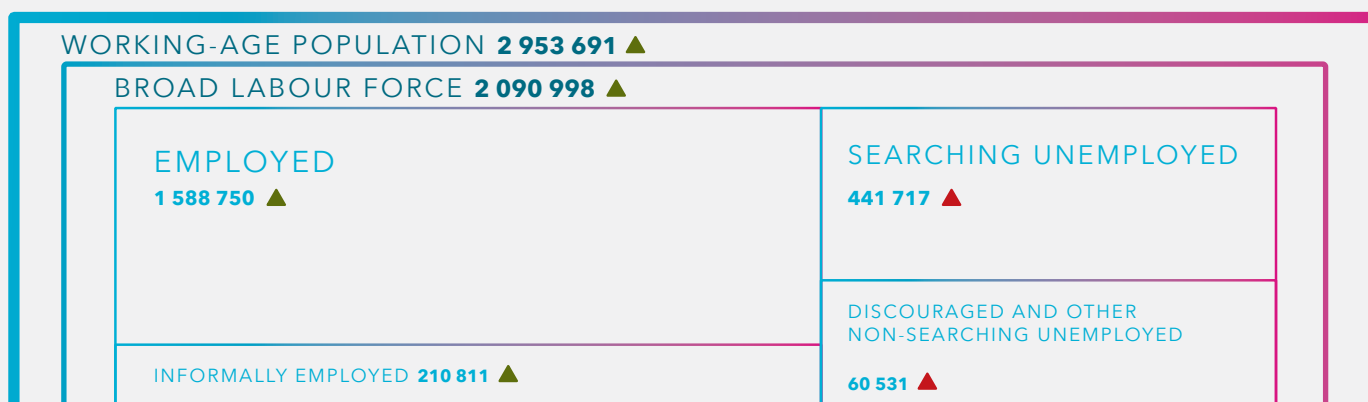 WORKING-AGE POPULATION 2 953 691
BROAD LABOUR FORCE 2 090 998
EMPLOYED
1 588 750
SEARCHING UNEMPLOYED
441 717
DISCOURAGED AND OTHER
NON-SEARCHING UNEMPLOYED
60 531
INFORMALLY EMPLOYED 210 811